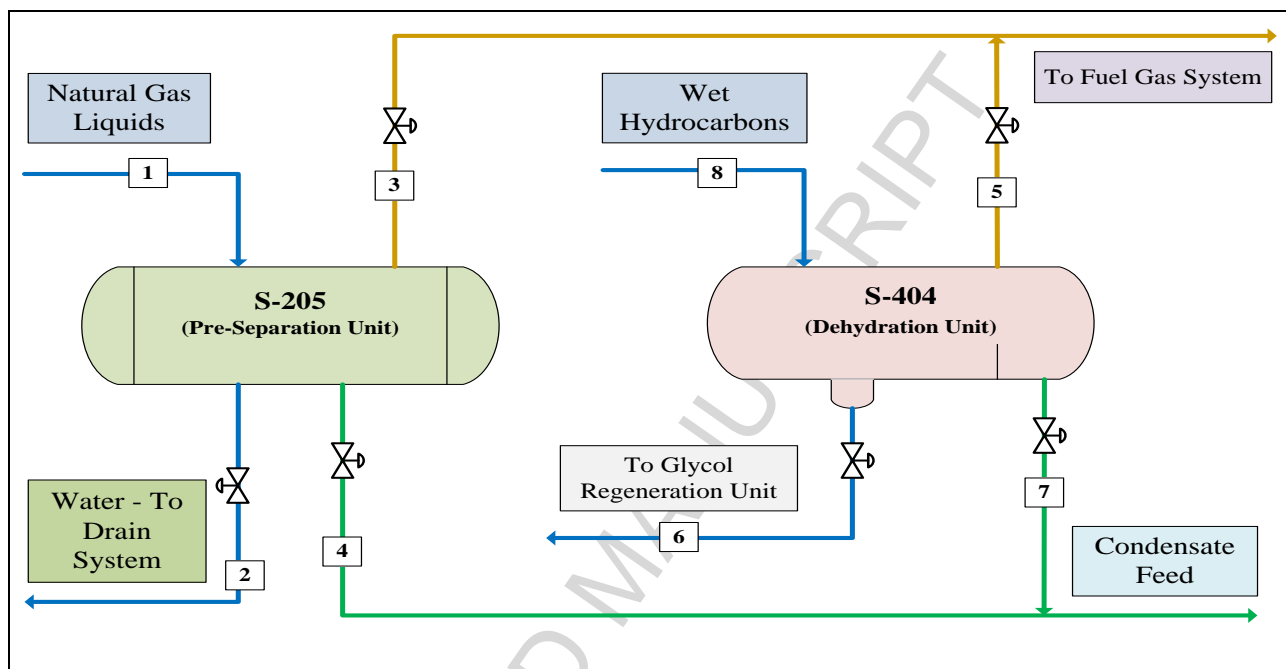 Natural Gas
Liquids
1
3
Wet
Hydrocarbons
8
To Fuel Gas System
5
S-205
(Pre-Separation Unit)
S-404
(Dehydration Unit)
Water - To
Drain
System
2
4
To Glycol
Regeneration Unit
6
7
Condensate
Feed